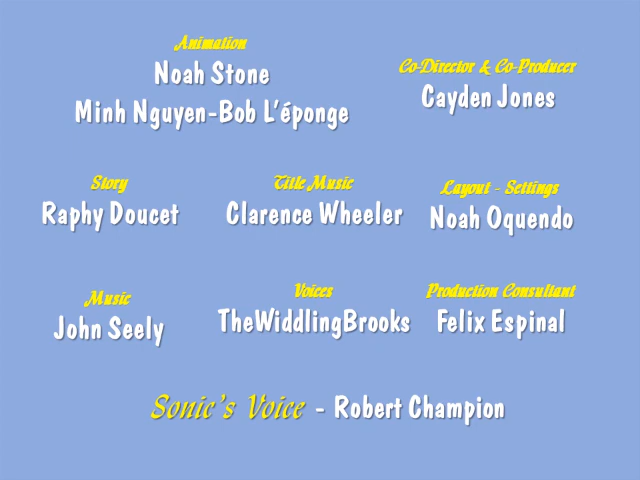 Animation
Noah Stone
Minh Nguyen-Bob L'éponge
Co-Director & Co-Producer
Cayden Jones
Story
Raphy Doucet
Title Music
Clarence Wheeler
Layout - Settings
Noah Oquendo
Music
John Seely
Voices
TheWiddlingBrooks
Production Consultant
Felix Espinal
Sonic's Voice - Robert Champion